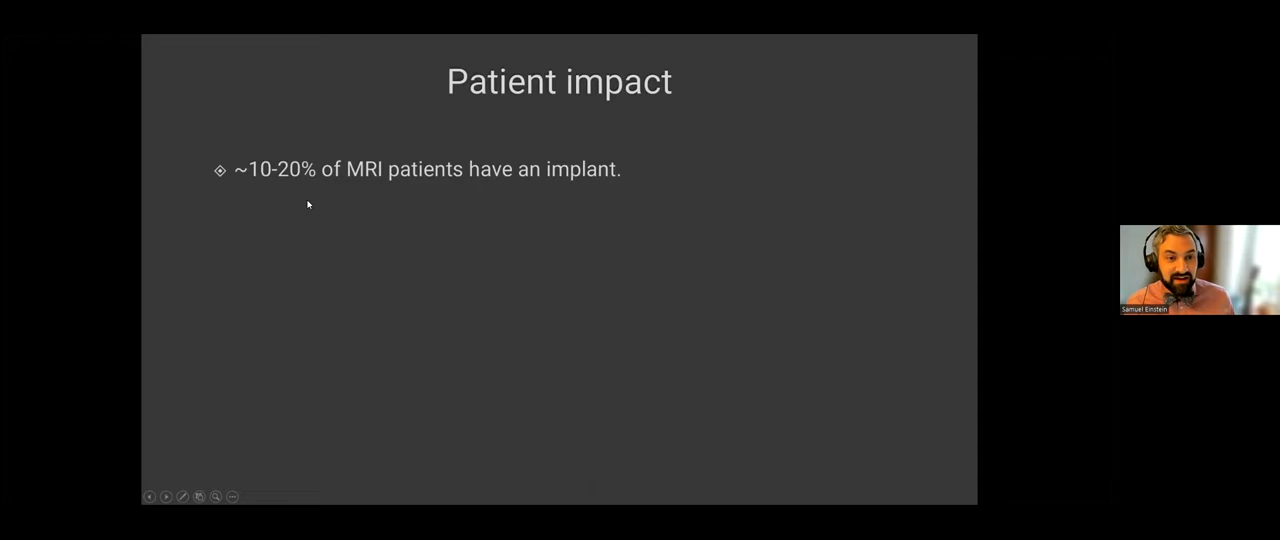 Patient impact
~10-20% of MRI patients have an implant.
Samuel Einstein